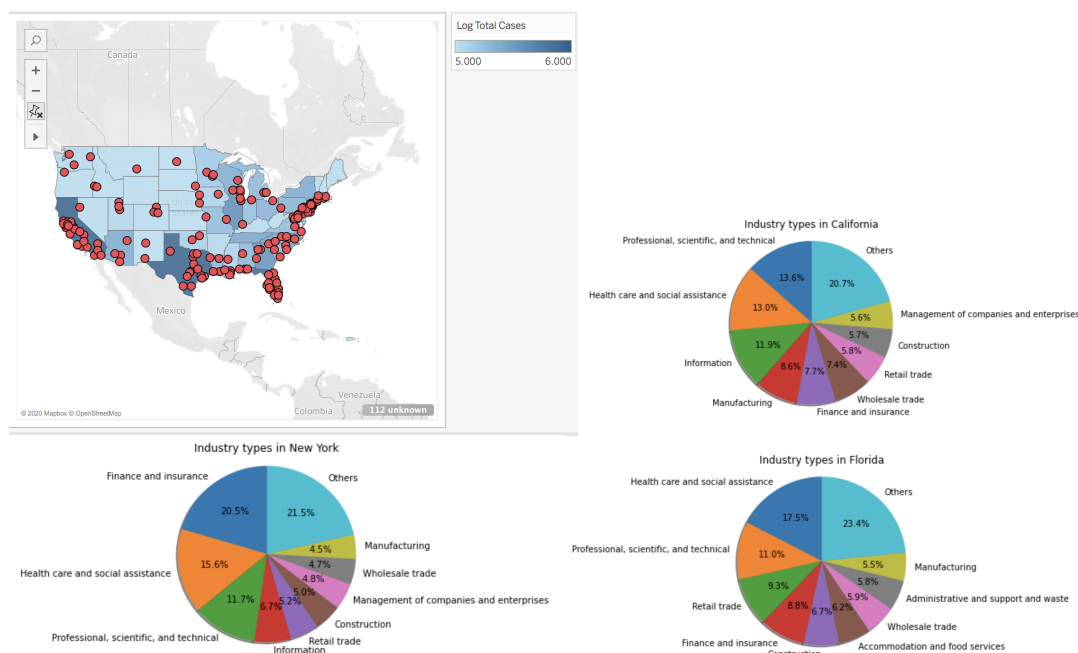 Log Total Cases
5.000 6.000
Canada
United
Mexico
Venezuela
Colombia
112 unknown
© 2020 Mapbox © OpenStreetMap
Industry types in California
Professional, scientific, and technical
Others
13.6%
20.7%
Health care and social assistance
13.0%
5.6%
Management of companies and enterprises
5.7%
Construction
11.9%
5.8%
Information
8.6%
7.7%
7.4%
Retail trade
Manufacturing
Wholesale trade
Finance and insurance
Industry types in New York
Finance and insurance
Others
20.5%
21.5%
4.5%
Manufacturing
15.6%
4.7%
Wholesale trade
Health care and social assistance
4.8%
11.7%
6.7%
5.2%
5.0%
Management of companies and enterprises
Construction
Professional, scientific, and technical
Retail trade
Information
Industry types in Florida
Health care and social assistance
Others
17.5%
23.4%
Professional, scientific, and technical
11.0%
5.5%
Manufacturing
9.3%
5.8%
Administrative and support and waste
Retail trade
8.8%
6.7%
6.2%
5.9%
Wholesale trade
Finance and insurance
Accommodation and food services
Construction